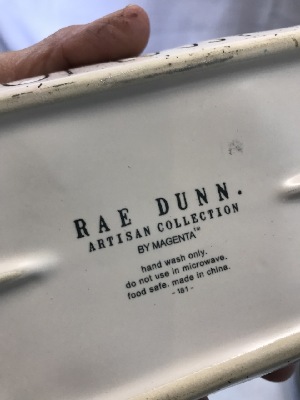 RAE DUNN.
ARTISAN COLLECTION
BY MAGENTA™
hand wash only.
do not use in microwave.
food safe. made in china.
- 181 -